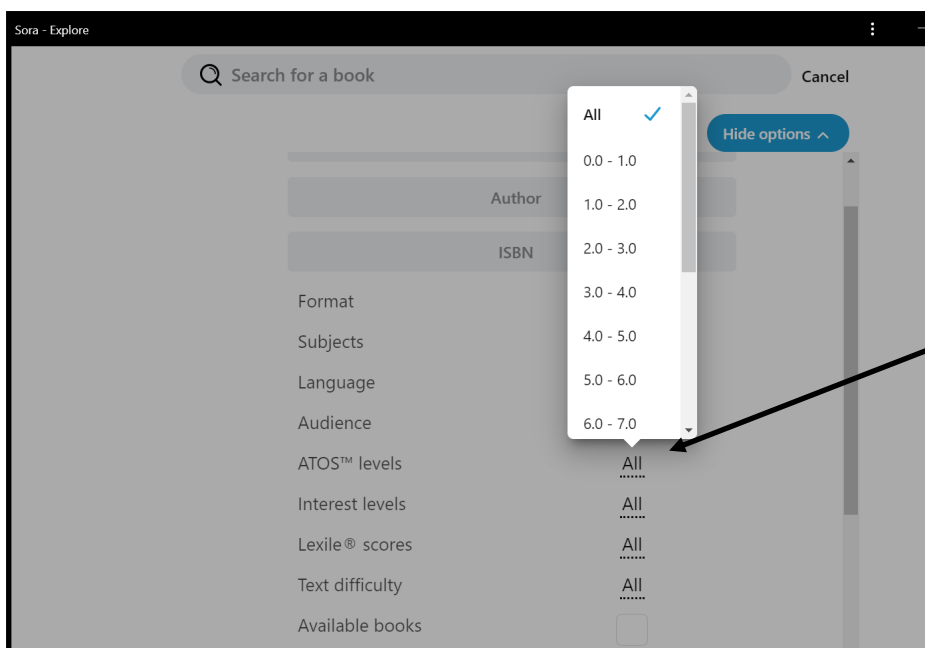 Sora - Explore
Search for a book
Cancel
Hide options
All
0.0 - 1.0
Author
1.0 - 2.0
ISBN
2.0 - 3.0
Format
3.0 - 4.0
Subjects
4.0 - 5.0
Language
5.0 - 6.0
Audience
6.0 - 7.0
ATOS™ levels All
Interest levels All
Lexile® scores All
Text difficulty All
Available books